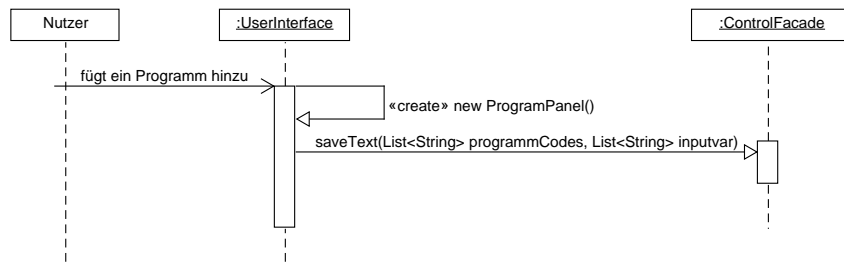 Nutzer
:UserInterface
:ControlFacade
fügt ein Programm hinzu
«create» new ProgramPanel()
saveText(List<String> programmCodes, List<String> inputvar)